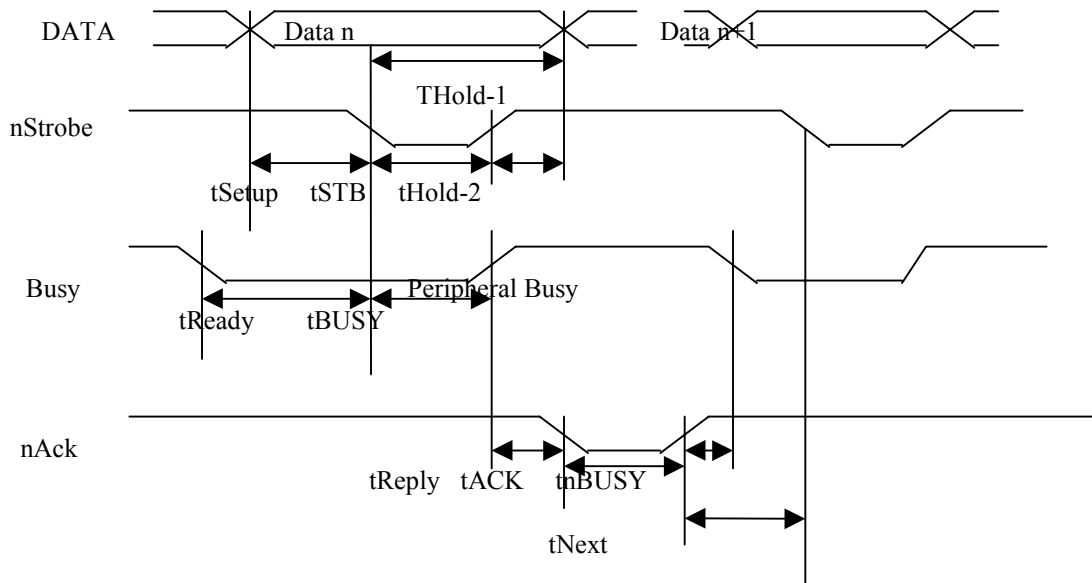 DATA Data n Data n+1
THold-1
nStrobe
tSetup tSTB tHold-2
Busy Peripheral Busy
tReady tBUSY
nAck
tReply tACK tnBUSY
tNext